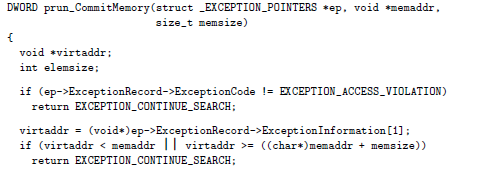 DWORD prun_CommitMemory(struct _EXCEPTION_POINTERS *ep, void *memaddr,
size_t memsize)
{
void *virtaddr;
int elemsize;
if (ep->ExceptionRecord->ExceptionCode != EXCEPTION_ACCESS_VIOLATION)
return EXCEPTION_CONTINUE_SEARCH;
virtaddr = (void*)ep->ExceptionRecord->ExceptionInformation[1];
if (virtaddr < memaddr || virtaddr >= ((char*)memaddr + memsize))
return EXCEPTION_CONTINUE_SEARCH;